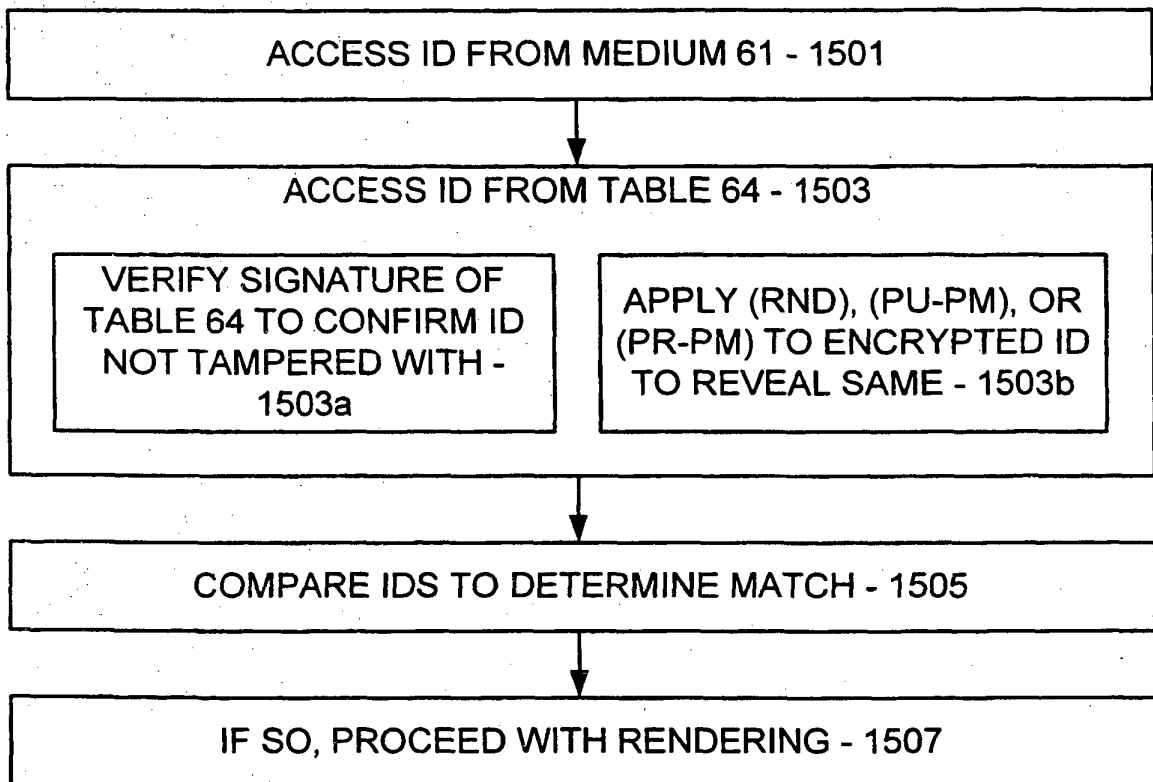 ACCESS ID FROM MEDIUM 61 - 1501
ACCESS ID FROM TABLE 64 - 1503
VERIFY SIGNATURE OF
TABLE 64 TO CONFIRM ID
NOT TAMPERED WITH -
1503a
APPLY (RND), (PU-PM), OR
(PR-PM) TO ENCRYPTED ID
TO REVEAL SAME - 1503b
COMPARE IDS TO DETERMINE MATCH - 1505
IF SO, PROCEED WITH RENDERING - 1507